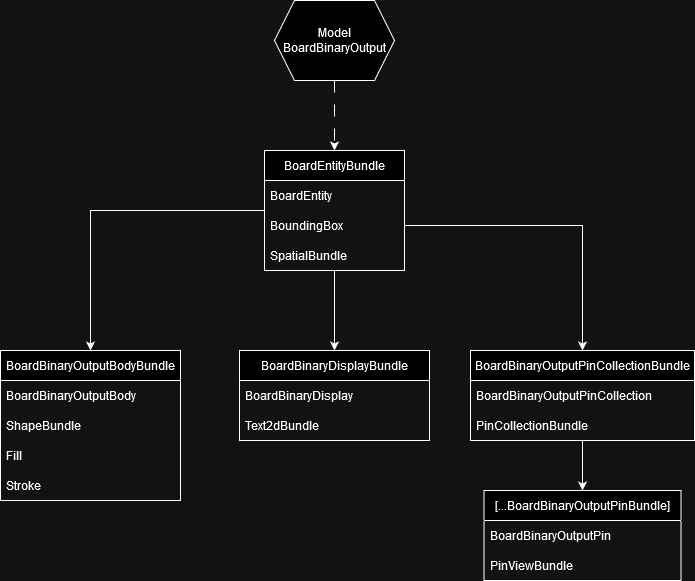 Model
BoardBinaryOutput
BoardEntityBundle
BoardEntity
BoundingBox
SpatialBundle
BoardBinaryOutputBodyBundle
BoardBinaryOutputBody
ShapeBundle
Fill
Stroke
BoardBinaryDisplayBundle
BoardBinaryDisplay
Text2dBundle
BoardBinaryOutputPinCollectionBundle
BoardBinaryOutputPinCollection
PinCollectionBundle
[...BoardBinaryOutputPinBundle]
BoardBinaryOutputPin
PinViewBundle